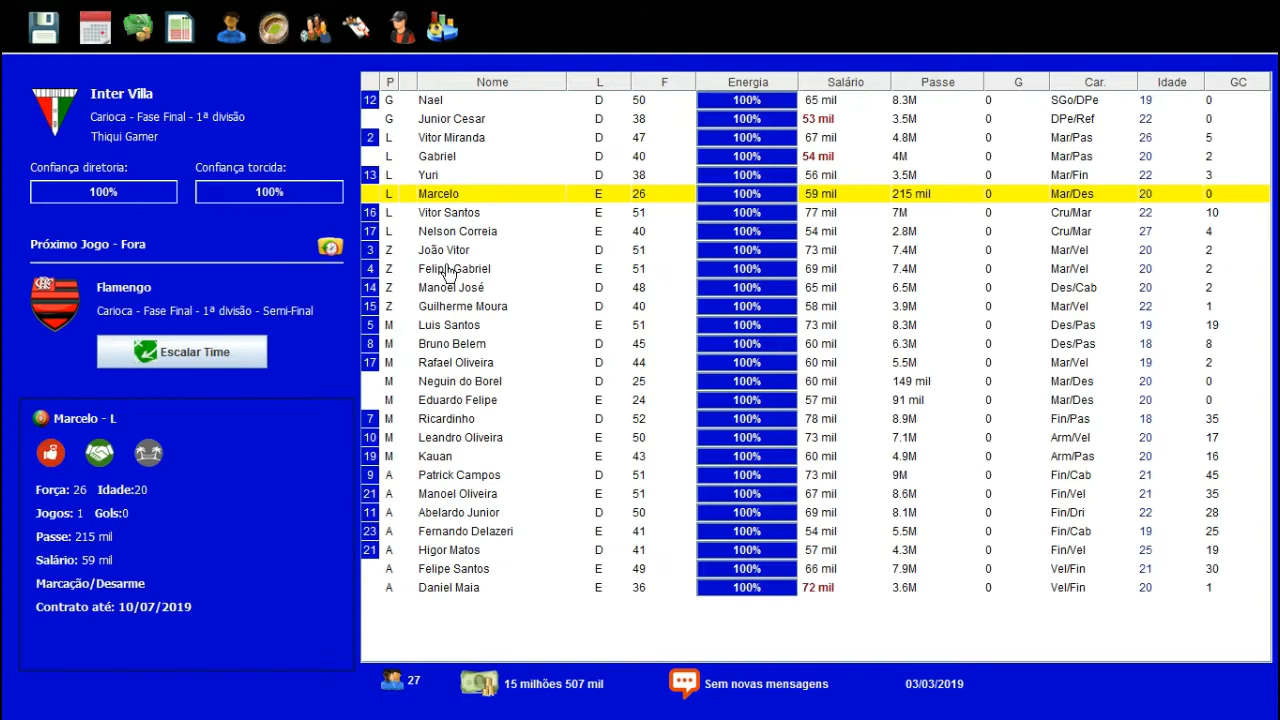 Inter Villa
Carioca - Fase Final - 1ª divisão
Thiqui Gamer
Confiança diretoria: Confiança torcida:
100% 100%
Próximo Jogo - Fora
Flamengo
Carioca - Fase Final - 1ª divisão - Semi-Final
Escalar Time
Marcelo - L
Força: 26 Idade:20
Jogos: 1 Gols:0
Passe: 215 mil
Salário: 59 mil
Marcação/Desarme
Contrato até: 10/07/2019
P Nome L F Energia Salário Passe G Car. Idade GC
12 G Nael D 50 100% 65 mil 8.3M 0 SGo/DPe 19 0
G Junior Cesar D 38 100% 53 mil 3.5M 0 DPe/Ref 22 0
2 L Vitor Miranda D 47 100% 67 mil 4.8M 0 Mar/Pas 26 5
L Gabriel D 40 100% 54 mil 4M 0 Mar/Pas 20 2
13 L Yuri D 38 100% 56 mil 3.5M 0 Mar/Fin 22 3
L Marcelo E 26 100% 59 mil 215 mil 0 Mar/Des 20 0
16 L Vitor Santos E 51 100% 77 mil 7M 0 Cru/Mar 22 10
17 L Nelson Correia E 40 100% 54 mil 2.8M 0 Cru/Mar 27 4
3 Z João Vitor D 51 100% 73 mil 7.4M 0 Mar/Vel 20 2
4 Z Felipe Gabriel E 51 100% 69 mil 7.4M 0 Mar/Vel 20 2
14 Z Manoel José D 48 100% 65 mil 6.5M 0 Des/Cab 20 2
15 Z Guilherme Moura D 40 100% 58 mil 3.9M 0 Mar/Vel 22 1
5 M Luis Santos E 51 100% 73 mil 8.3M 0 Des/Pas 19 19
8 M Bruno Belem D 45 100% 60 mil 6.3M 0 Des/Pas 18 8
17 M Rafael Oliveira D 44 100% 60 mil 5.5M 0 Mar/Vel 19 2
M Neguin do Borel D 25 100% 60 mil 149 mil 0 Mar/Des 20 0
M Eduardo Felipe E 24 100% 57 mil 91 mil 0 Mar/Des 20 0
7 M Ricardinho D 52 100% 78 mil 8.9M 0 Fin/Pas 18 35
10 M Leandro Oliveira E 50 100% 73 mil 7.1M 0 Arm/Vel 20 17
19 M Kauan E 43 100% 60 mil 4.9M 0 Arm/Pas 20 16
9 A Patrick Campos D 51 100% 73 mil 9M 0 Fin/Cab 21 45
21 A Manoel Oliveira E 51 100% 67 mil 8.6M 0 Fin/Vel 21 35
11 A Abelardo Junior D 50 100% 69 mil 8.1M 0 Fin/Dri 22 28
23 A Fernando Delazeri E 41 100% 54 mil 5.5M 0 Fin/Cab 19 25
21 A Higor Matos D 41 100% 57 mil 4.3M 0 Fin/Vel 25 19
A Felipe Santos E 49 100% 66 mil 7.9M 0 Vel/Fin 21 30
A Daniel Maia E 36 100% 72 mil 3.6M 0 Vel/Fin 20 1
27 15 milhões 507 mil Sem novas mensagens 03/03/2019